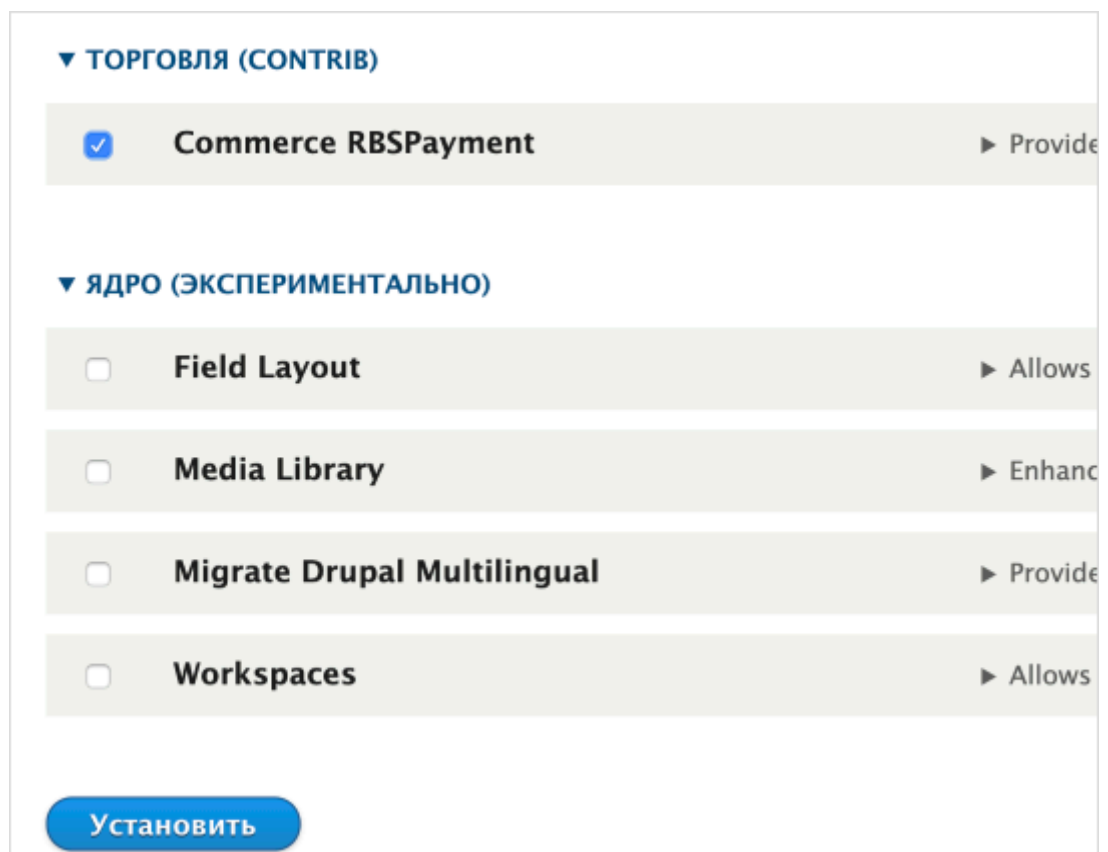 ▼ ТОРГОВЛЯ (CONTRIB)
Commerce RBSPayment ▶ Provide
▼ ЯДРО (ЭКСПЕРИМЕНТАЛЬНО)
Field Layout ▶ Allows
Media Library ▶ Enhanc
Migrate Drupal Multilingual ▶ Provide
Workspaces ▶ Allows
Установить